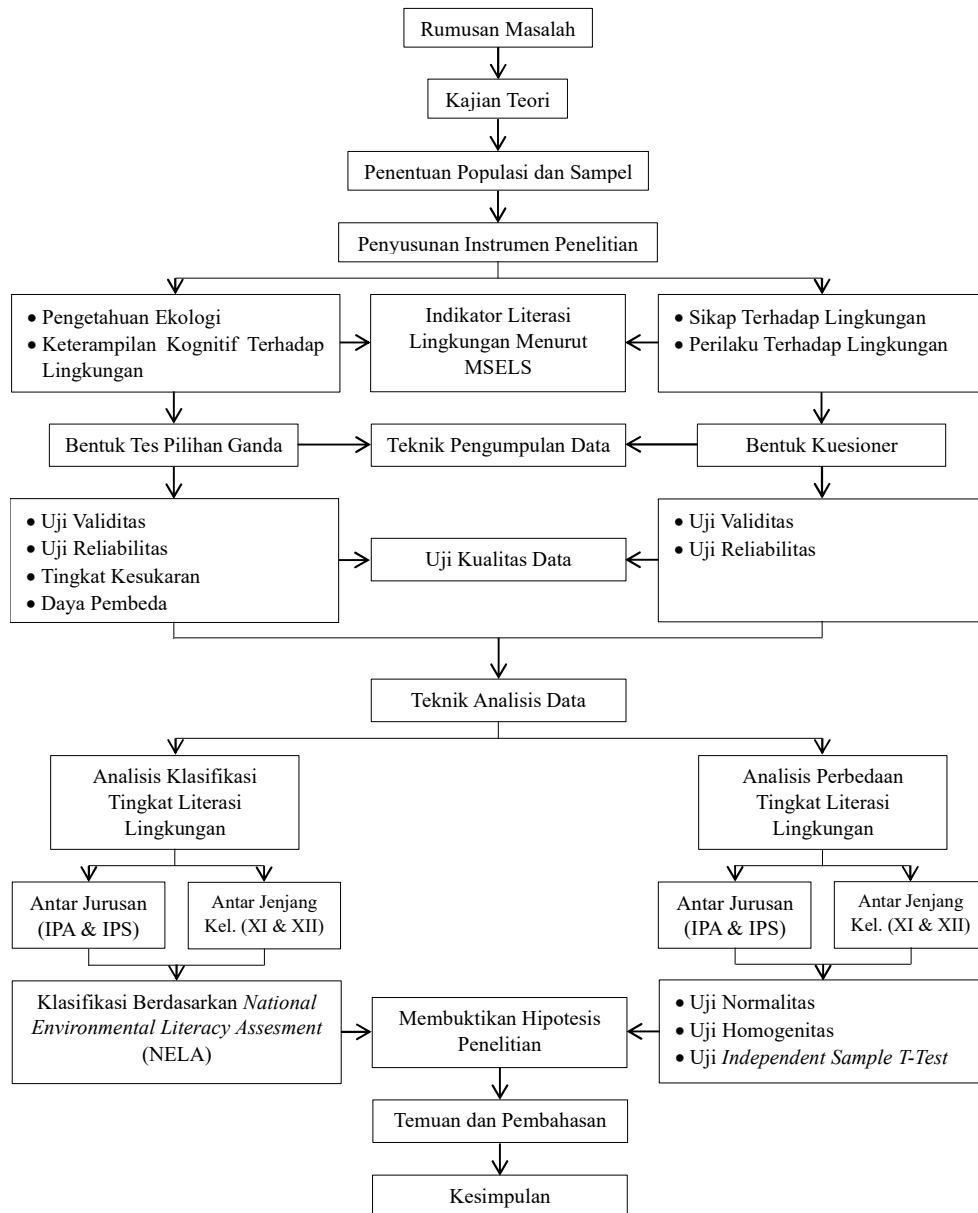 Rumusan Masalah
Kajian Teori
Penentuan Populasi dan Sampel
Penyusunan Instrumen Penelitian
• Pengetahuan Ekologi
• Keterampilan Kognitif Terhadap
Lingkungan
Indikator Literasi
Lingkungan Menurut
MSELS
• Sikap Terhadap Lingkungan
• Perilaku Terhadap Lingkungan
Bentuk Tes Pilihan Ganda
Teknik Pengumpulan Data
Bentuk Kuesioner
• Uji Validitas
• Uji Reliabilitas
• Tingkat Kesukaran
• Daya Pembeda
Uji Kualitas Data
• Uji Validitas
• Uji Reliabilitas
Teknik Analisis Data
Analisis Klasifikasi
Tingkat Literasi
Lingkungan
Analisis Perbedaan
Tingkat Literasi
Lingkungan
Antar Jurusan
(IPA & IPS)
Antar Jenjang
Kel. (XI & XII)
Antar Jurusan
(IPA & IPS)
Antar Jenjang
Kel. (XI & XII)
Klasifikasi Berdasarkan National
Environmental Literacy Assesment
(NELA)
Membuktikan Hipotesis
Penelitian
• Uji Normalitas
• Uji Homogenitas
• Uji Independent Sample T-Test
Temuan dan Pembahasan
Kesimpulan